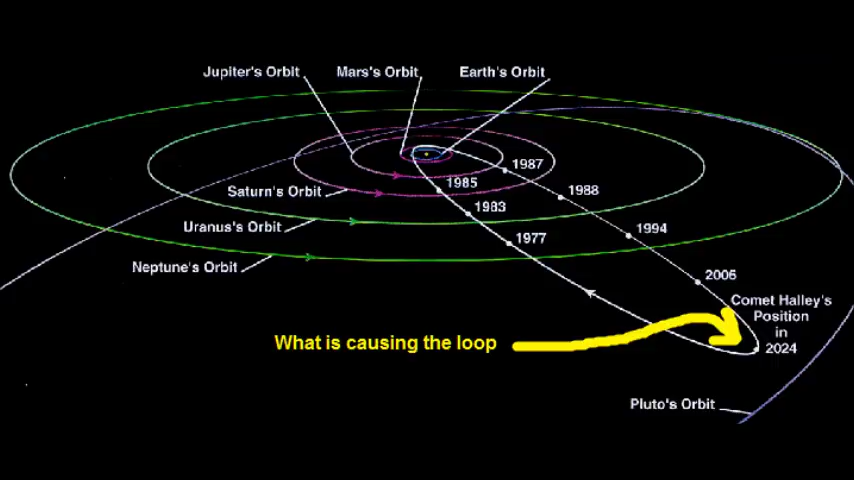 Jupiter's Orbit
Mars's Orbit
Earth's Orbit
1987
1985
Saturn's Orbit
1988
1983
Uranus's Orbit
1994
1977
Neptune's Orbit
2005
Comet Halley's
Position
in
2024
What is causing the loop
Pluto's Orbit